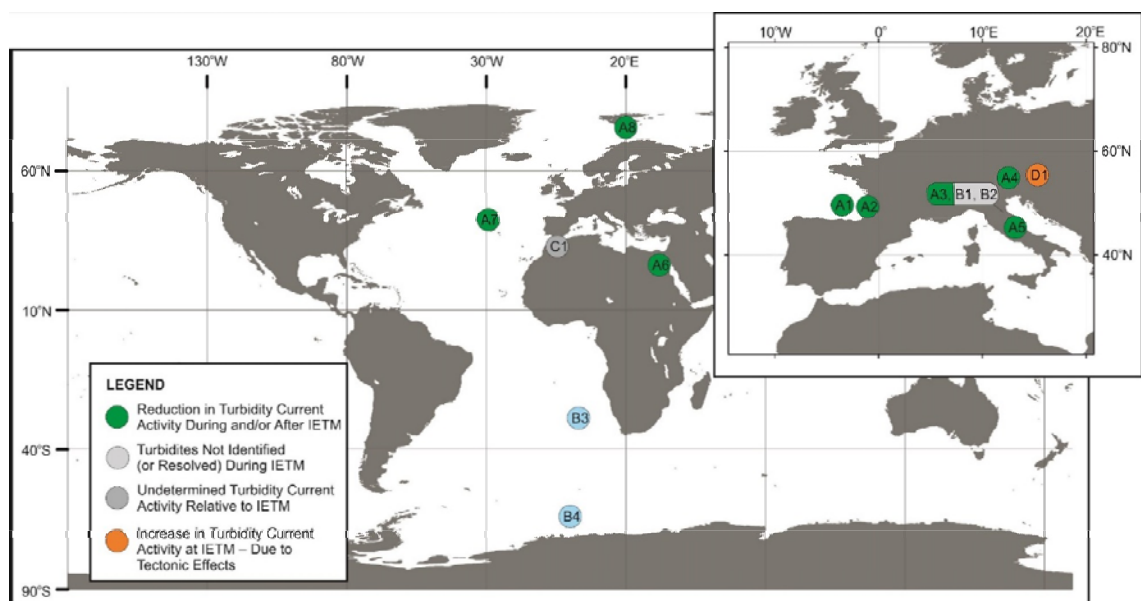 130°W 80°W 30°W 20°E
10°W 0° 10°E 20°E
80°N
60°N
40°N
A1 A2 A3, B1, B2 A4 D1
A5
60°N
10°N
40°S
90°S
A8
A7
C1
A6
B3
B4
LEGEND
Reduction in Turbidity Current
Activity During and/or After IETM
Turbidites Not Identified
(or Resolved) During IETM
Undetermined Turbidity Current
Activity Relative to IETM
Increase in Turbidity Current
Activity at IETM – Due to
Tectonic Effects